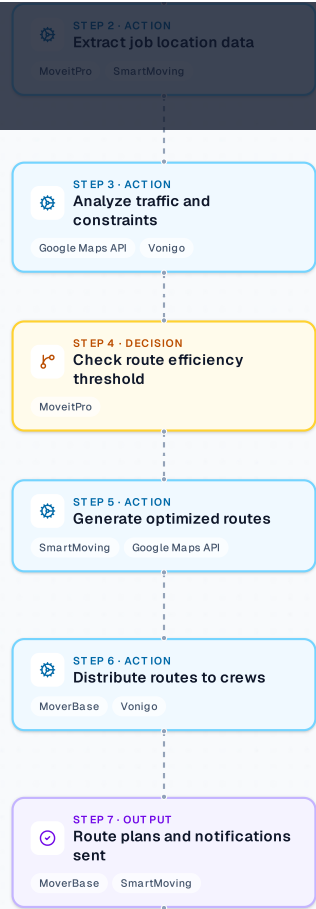 STEP 2 · ACTION
Extract job location data
MoveitPro SmartMoving
STEP 3 · ACTION
Analyze traffic and
constraints
Google Maps API Vonigo
STEP 4 · DECISION
Check route efficiency
threshold
MoveitPro
STEP 5 · ACTION
Generate optimized routes
SmartMoving Google Maps API
STEP 6 · ACTION
Distribute routes to crews
MoverBase Vonigo
STEP 7 · OUTPUT
Route plans and notifications
sent
MoverBase SmartMoving